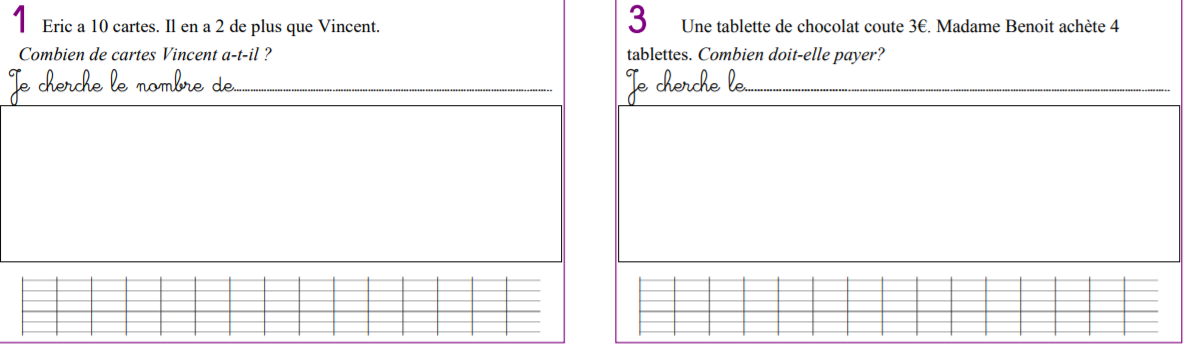 1 Eric a 10 cartes. Il en a 2 de plus que Vincent.
Combien de cartes Vincent a-t-il ?
Je cherche le nombre de
3 Une tablette de chocolat coute 3€. Madame Benoit achète 4
tablettes. Combien doit-elle payer?
Je cherche le